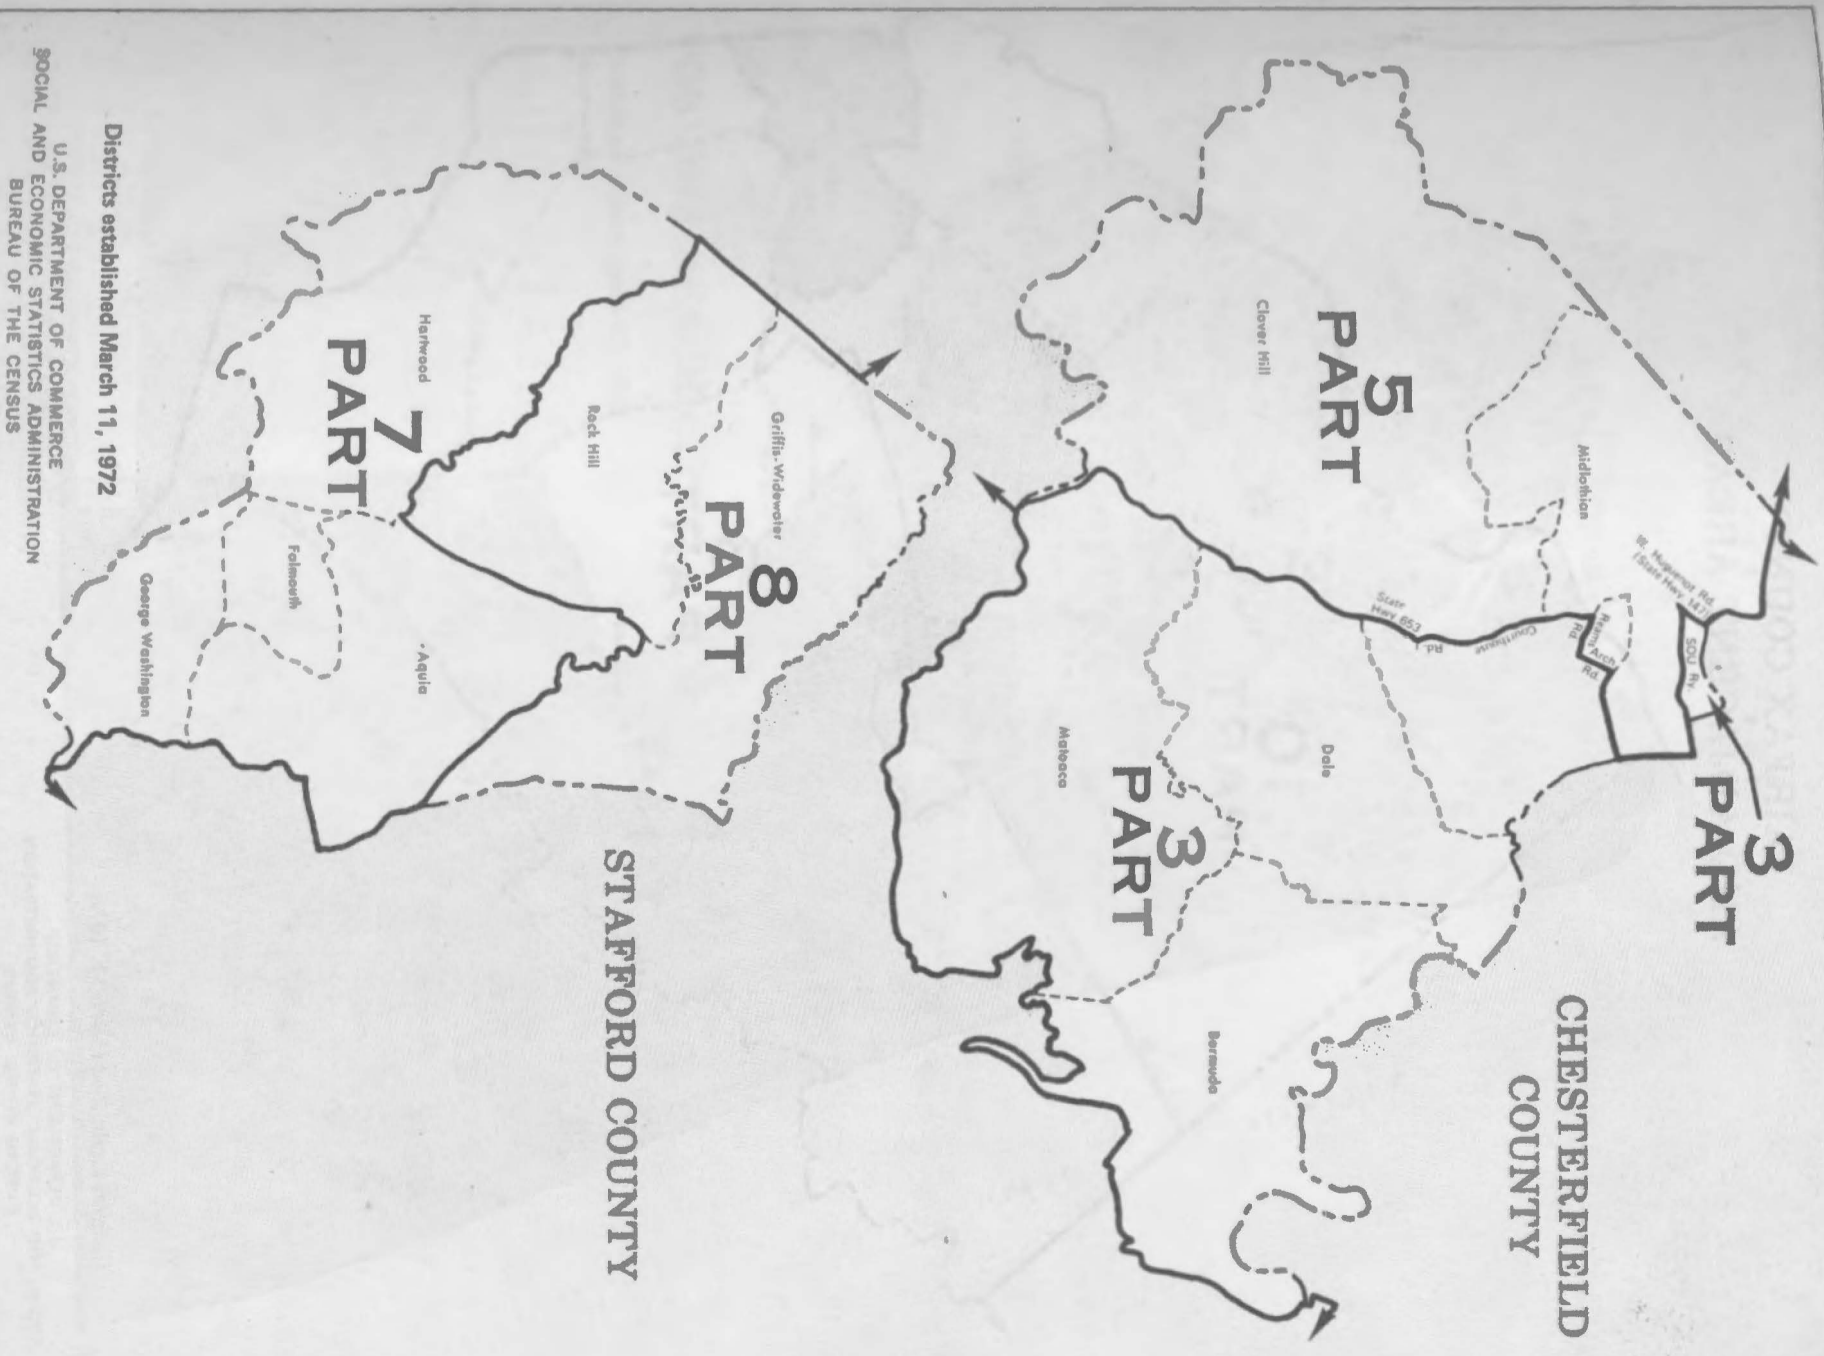 CHESTERFIELD
COUNTY
3
PART
W. Huguenot Rd.
(State Hwy. 147)
SOU Ry.
Reams
Arch
Rd.
Rd.
Midlothian
Courthouse
Rd.
State
Hwy. 653
5
PART
Clover Hill
Dale
3
PART
Matoaca
Bermuda
STAFFORD COUNTY
Griffis-Widewater
8
PART
Rock Hill
Hartwood
7
PART
Aquia
Falmouth
George Washington
Districts established March 11, 1972
U.S. DEPARTMENT OF COMMERCE
SOCIAL AND ECONOMIC STATISTICS ADMINISTRATION
BUREAU OF THE CENSUS